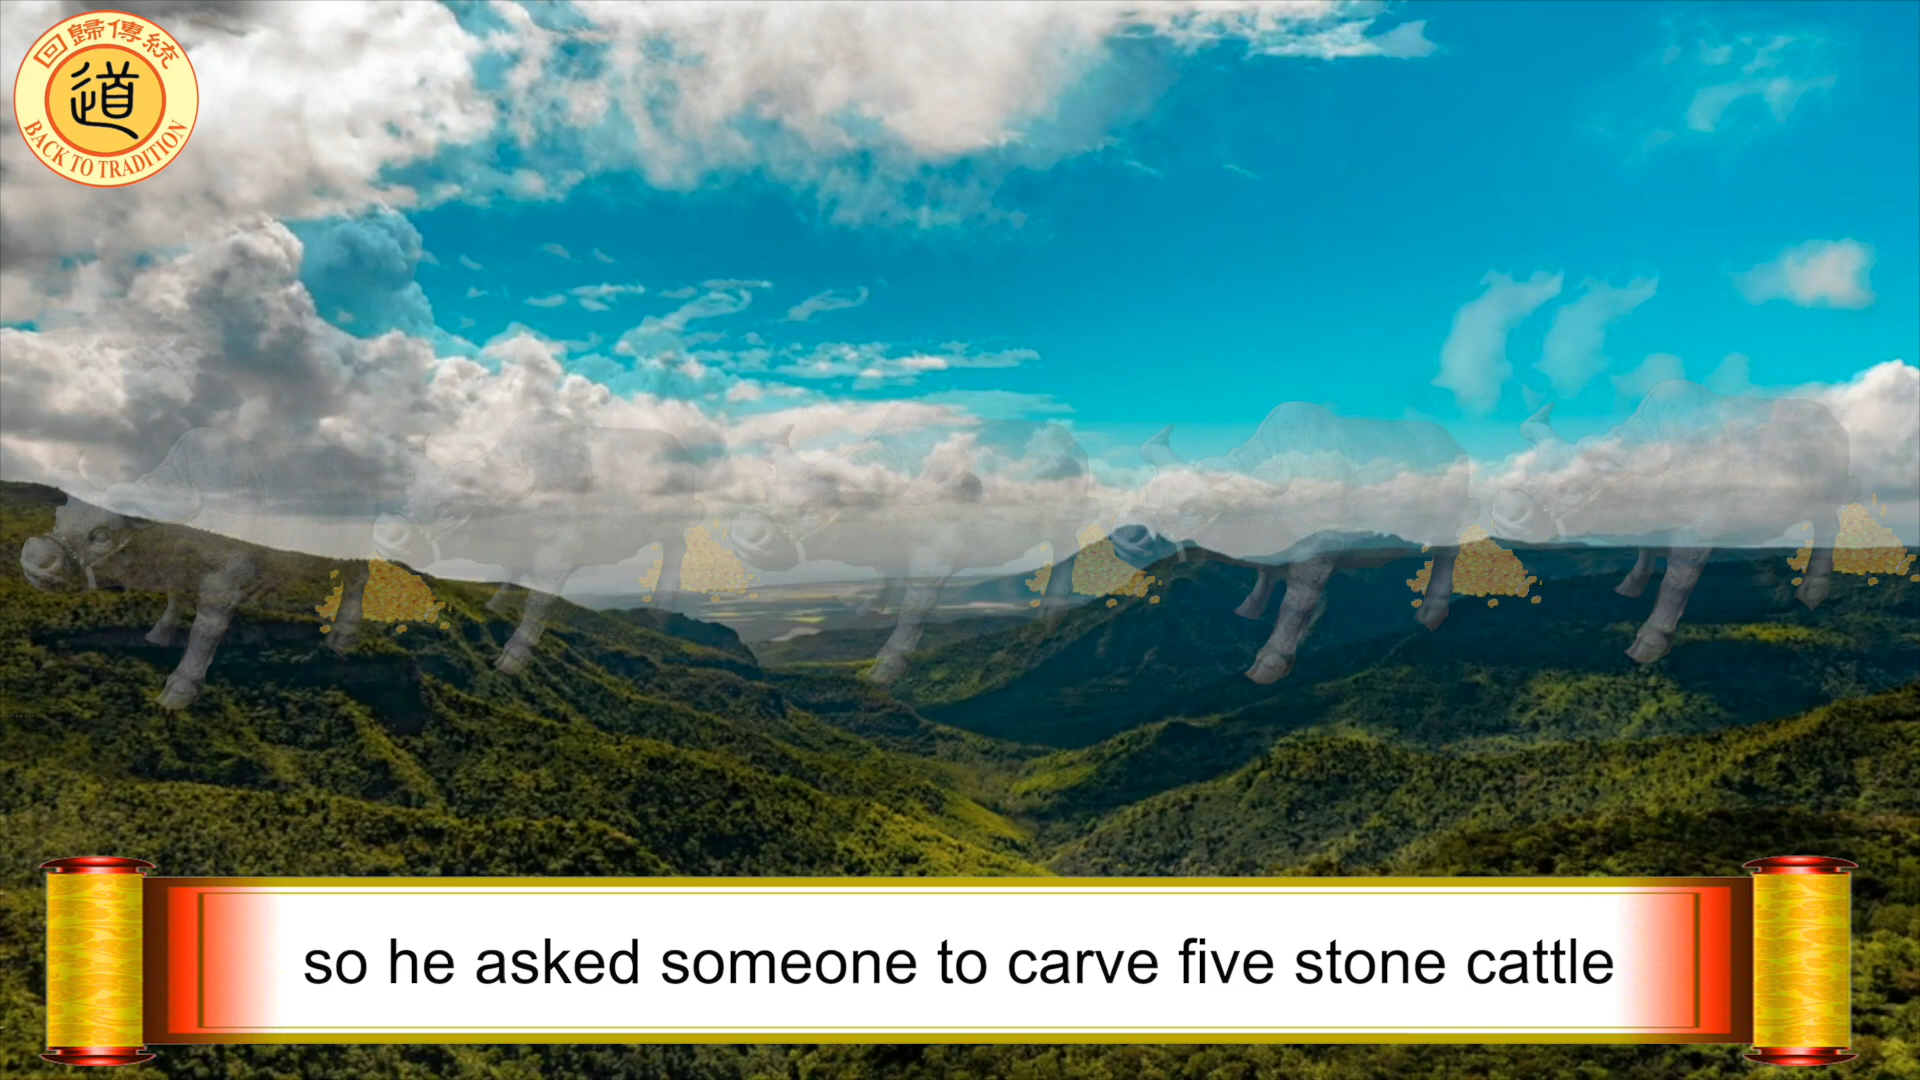 回歸傳統
道
BACK TO TRADITION
so he asked someone to carve five stone cattle